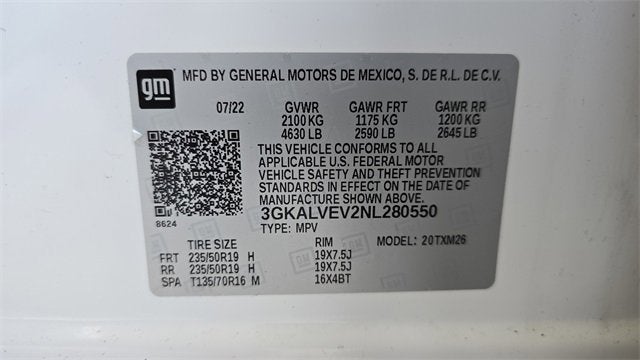 gm
MFD BY GENERAL MOTORS DE MEXICO, S. DE R.L. DE C.V.
07/22 GVWR GAWR FRT GAWR RR
2100 KG 1175 KG 1200 KG
4630 LB 2590 LB 2645 LB
THIS VEHICLE CONFORMS TO ALL
APPLICABLE U.S. FEDERAL MOTOR
VEHICLE SAFETY AND THEFT PREVENTION
STANDARDS IN EFFECT ON THE DATE OF
MANUFACTURE SHOWN ABOVE.
8624
3GKALVEV2NL280550
TYPE: MPV
TIRE SIZE RIM MODEL: 20TXM26
FRT 235/50R19 H 19X7.5J
RR 235/50R19 H 19X7.5J
SPA T135/70R16 M 16X4BT